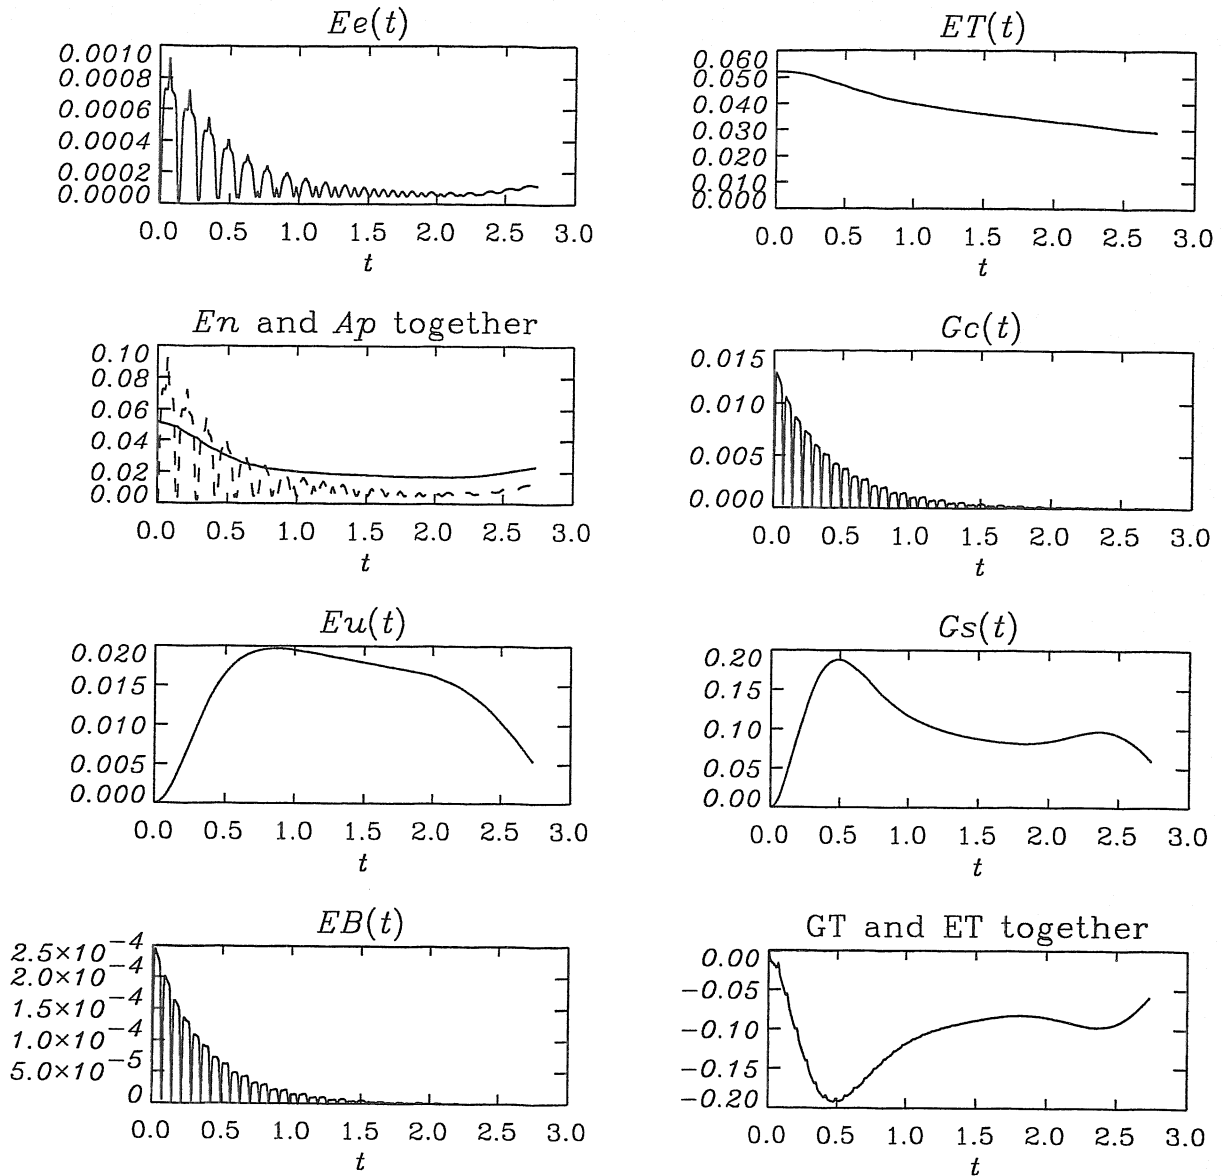 Ee(t)
0.0010
0.0008
0.0006
0.0004
0.0002
0.0000
0.0 0.5 1.0 1.5 2.0 2.5 3.0
t
ET(t)
0.060
0.050
0.040
0.030
0.020
0.010
0.000
0.0 0.5 1.0 1.5 2.0 2.5 3.0
t
En and Ap together
0.10
0.08
0.06
0.04
0.02
0.00
0.0 0.5 1.0 1.5 2.0 2.5 3.0
t
Gc(t)
0.015
0.010
0.005
0.000
0.0 0.5 1.0 1.5 2.0 2.5 3.0
t
Eu(t)
0.020
0.015
0.010
0.005
0.000
0.0 0.5 1.0 1.5 2.0 2.5 3.0
t
Gs(t)
0.20
0.15
0.10
0.05
0.00
0.0 0.5 1.0 1.5 2.0 2.5 3.0
t
EB(t)
2.5×10⁻⁴
2.0×10⁻⁴
1.5×10⁻⁴
1.0×10⁻⁴
5.0×10⁻⁵
0
0.0 0.5 1.0 1.5 2.0 2.5 3.0
t
GT and ET together
0.00
−0.05
−0.10
−0.15
−0.20
0.0 0.5 1.0 1.5 2.0 2.5 3.0
t